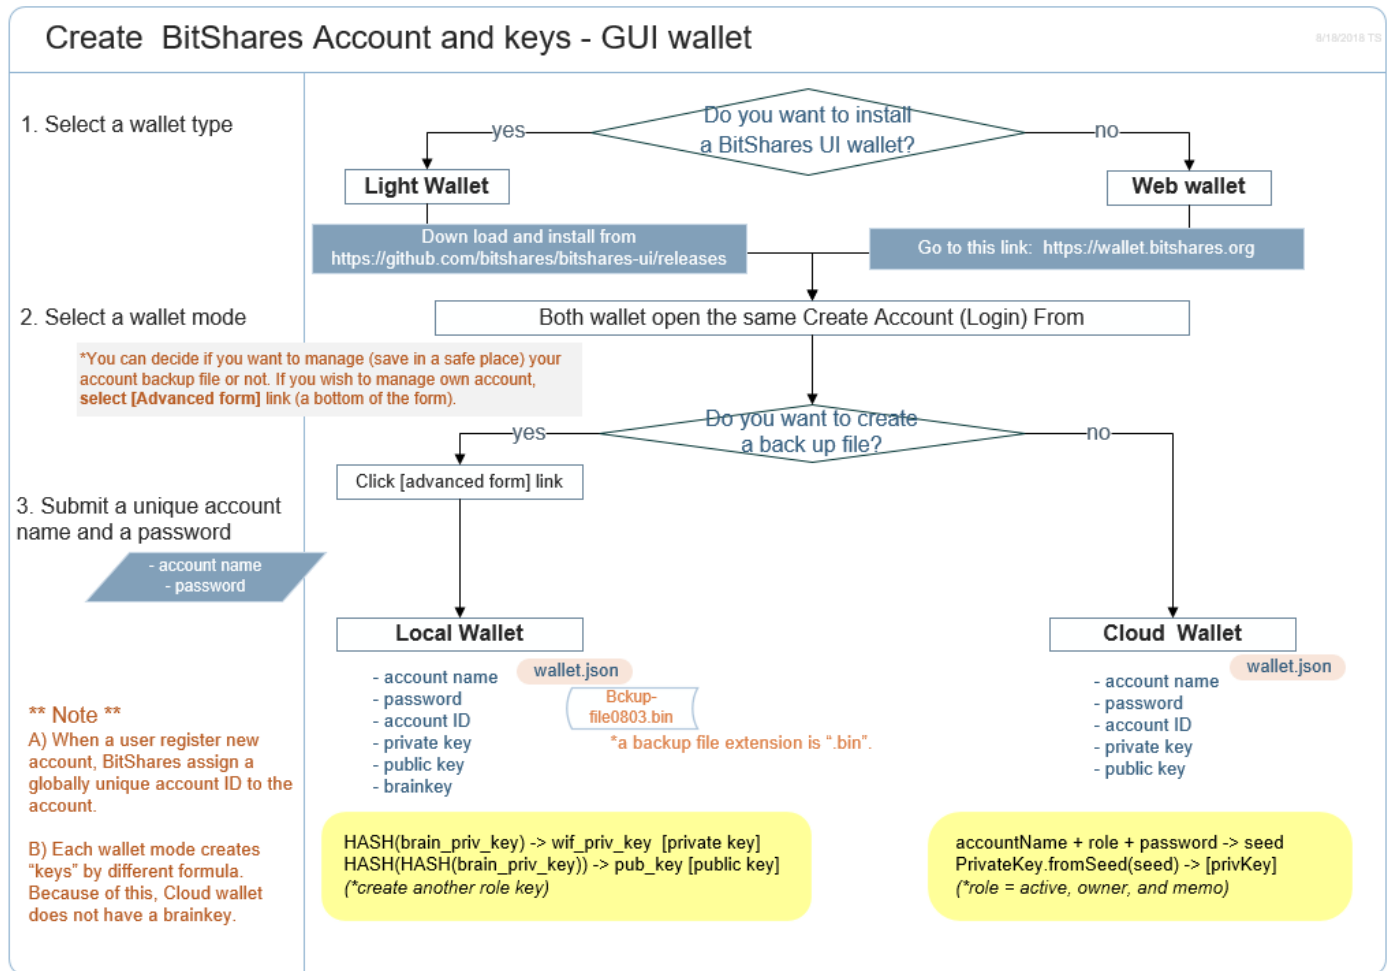 Create BitShares Account and keys - GUI wallet
8/18/2018 TS
1. Select a wallet type
Do you want to install
a BitShares UI wallet?
yes
no
Light Wallet
Web wallet
Down load and install from
https://github.com/bitshares/bitshares-ui/releases
Go to this link: https://wallet.bitshares.org
2. Select a wallet mode
Both wallet open the same Create Account (Login) From
*You can decide if you want to manage (save in a safe place) your
account backup file or not. If you wish to manage own account,
select [Advanced form] link (a bottom of the form).
Do you want to create
a back up file?
yes
no
Click [advanced form] link
3. Submit a unique account
name and a password
- account name
- password
Local Wallet
wallet.json
- account name
- password
- account ID
- private key
- public key
- brainkey
Bckup-
file0803.bin
*a backup file extension is “.bin”.
Cloud Wallet
wallet.json
- account name
- password
- account ID
- private key
- public key
** Note **
A) When a user register new
account, BitShares assign a
globally unique account ID to the
account.
B) Each wallet mode creates
“keys” by different formula.
Because of this, Cloud wallet
does not have a brainkey.
HASH(brain_priv_key) -> wif_priv_key [private key]
HASH(HASH(brain_priv_key)) -> pub_key [public key]
(*create another role key)
accountName + role + password -> seed
PrivateKey.fromSeed(seed) -> [privKey]
(*role = active, owner, and memo)